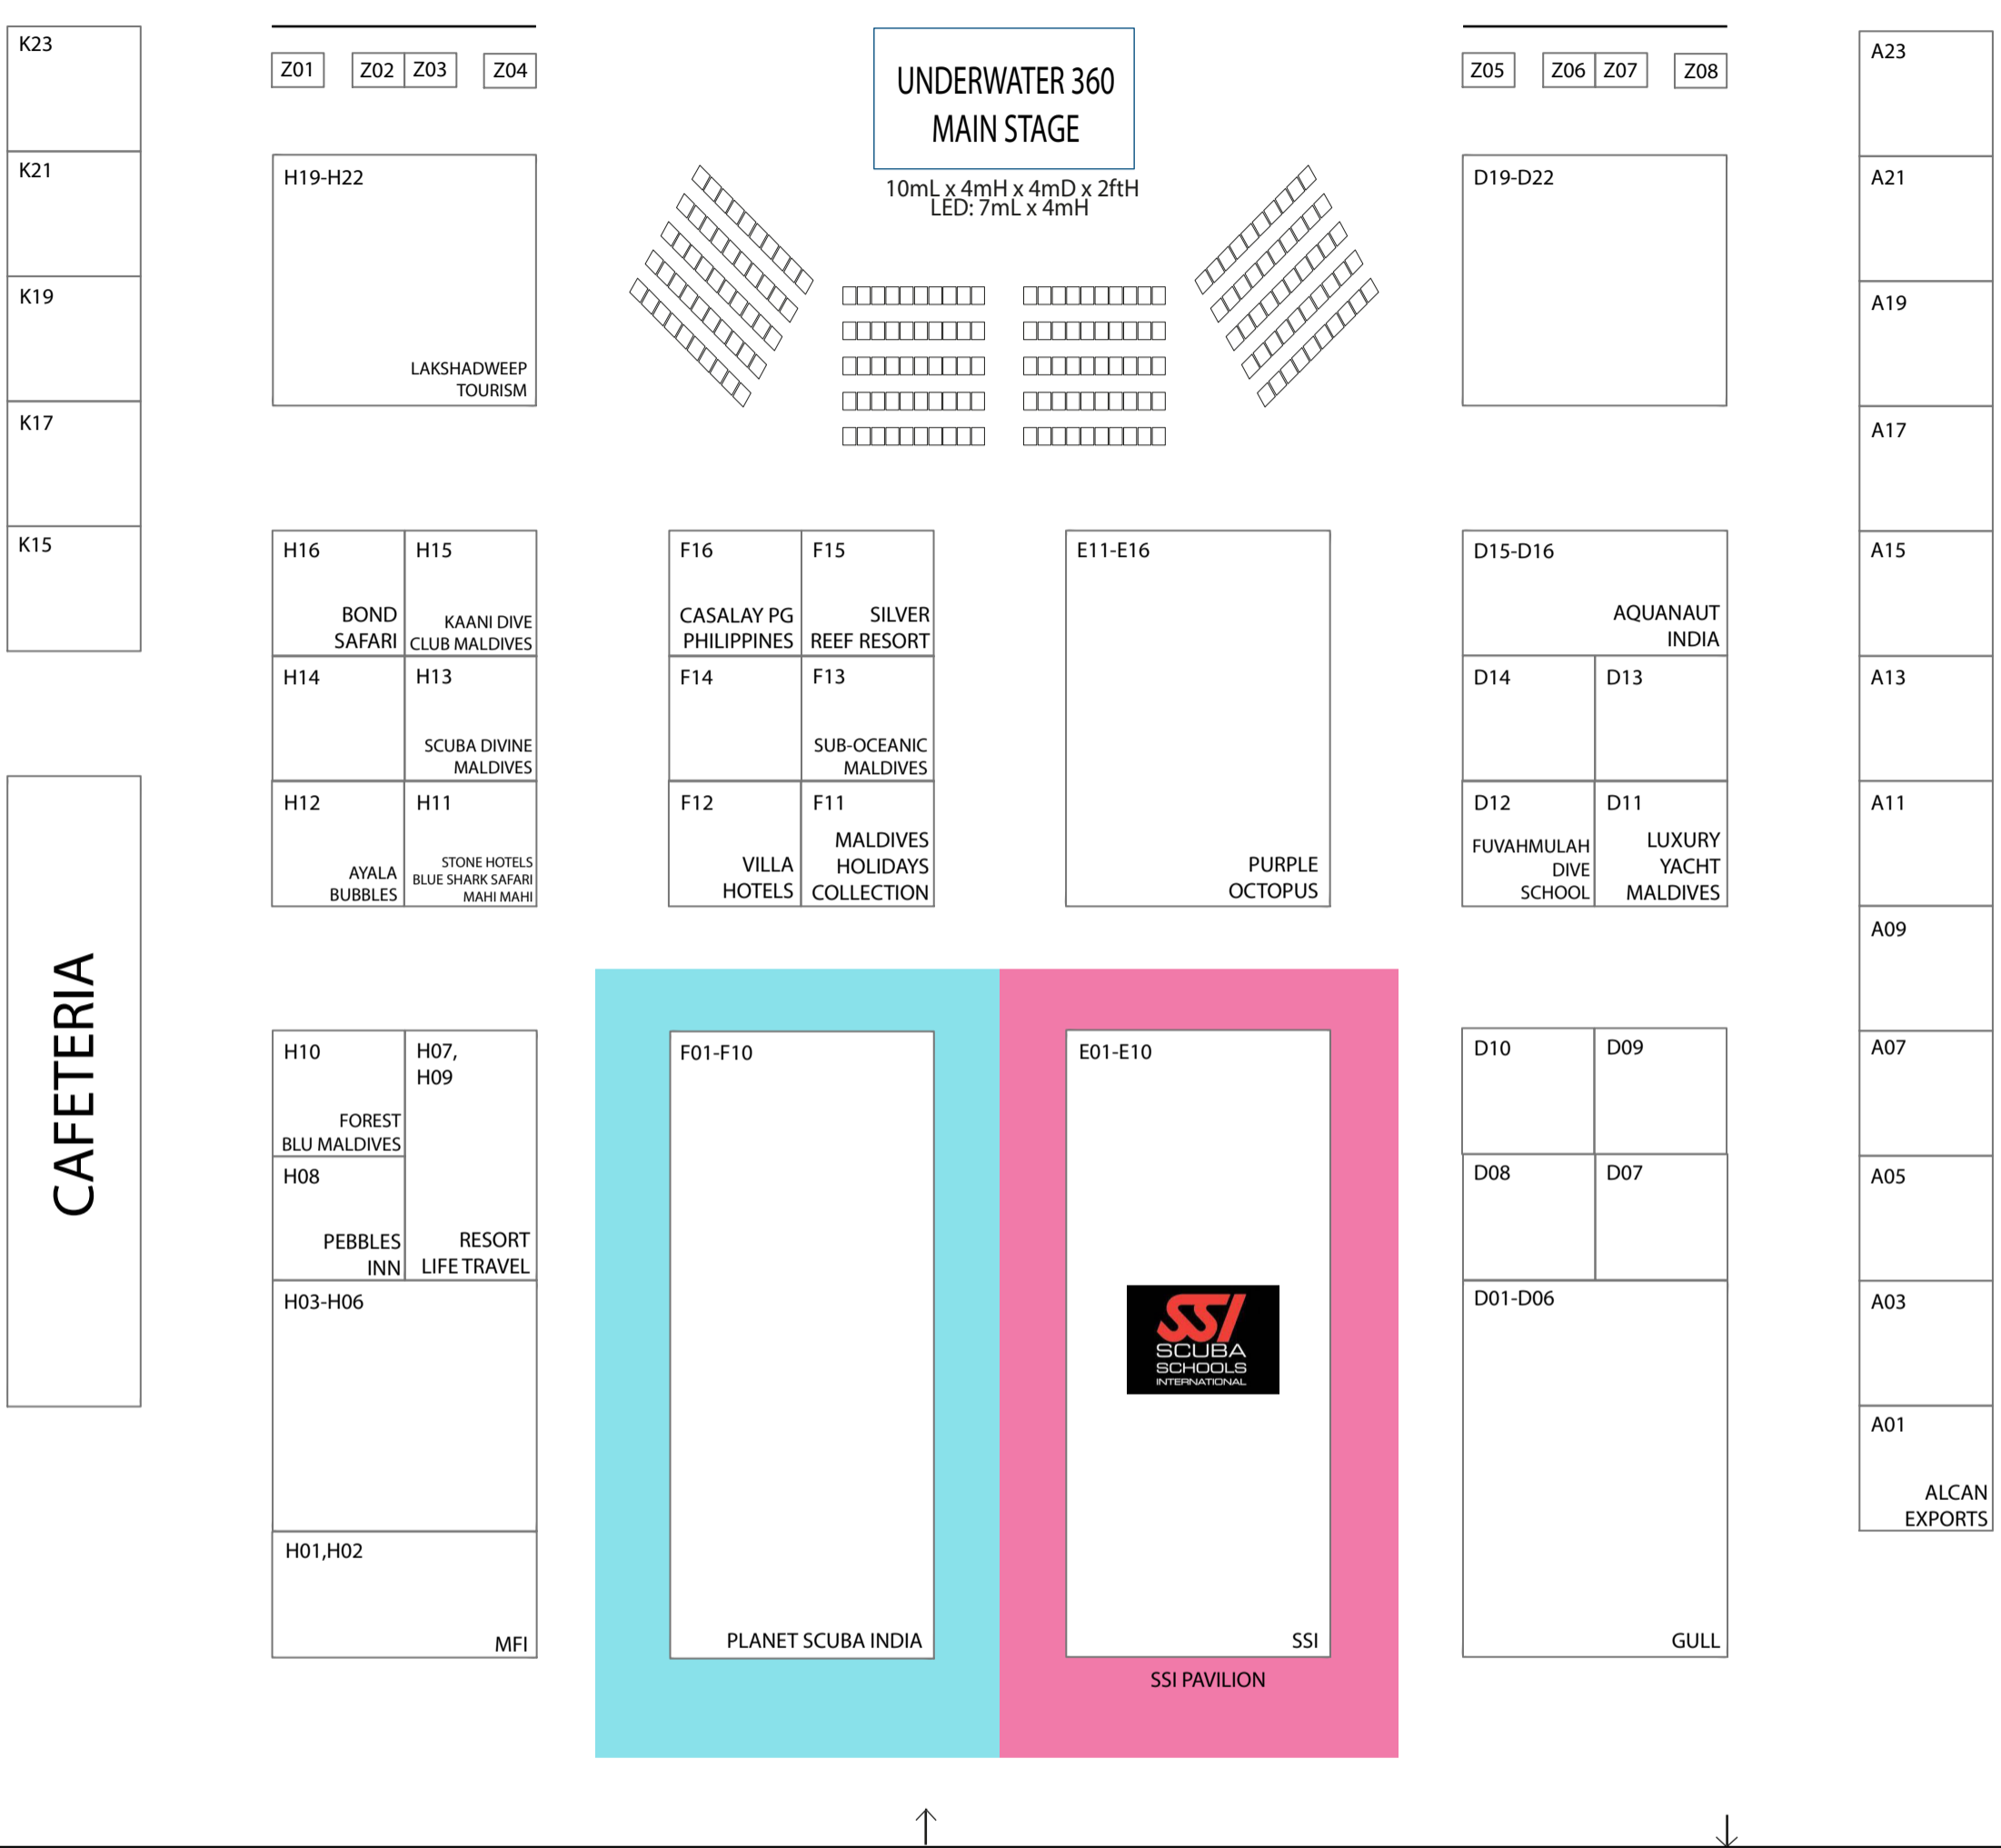 K23
Z01
Z02
Z03
Z04
UNDERWATER 360
MAIN STAGE
10mL x 4mH x 4mD x 2ftH
LED: 7mL x 4mH
Z05
Z06
Z07
Z08
A23
K21
H19-H22
LAKSHADWEEP
TOURISM
D19-D22
A21
K19
A19
K17
A17
K15
H16
BOND
SAFARI
H15
KAANI DIVE
CLUB MALDIVES
F16
CASALAY PG
PHILIPPINES
F15
SILVER
REEF RESORT
E11-E16
PURPLE
OCTOPUS
D15-D16
AQUANAUT
INDIA
A15
H14
H13
SCUBA DIVINE
MALDIVES
F14
F13
SUB-OCEANIC
MALDIVES
D14
D13
A13
H12
AYALA
BUBBLES
H11
STONE HOTELS
BLUE SHARK SAFARI
MAHI MAHI
F12
VILLA
HOTELS
F11
MALDIVES
HOLIDAYS
COLLECTION
D12
FUVAHMULAH
DIVE
SCHOOL
D11
LUXURY
YACHT
MALDIVES
A11
A09
CAFETERIA
H10
FOREST
BLU MALDIVES
H07,
H09
RESORT
LIFE TRAVEL
F01-F10
PLANET SCUBA INDIA
E01-E10
SSI
SCUBA
SCHOOLS
INTERNATIONAL
SSI
SSI PAVILION
D10
D09
A07
H08
PEBBLES
INN
D08
D07
A05
H03-H06
D01-D06
GULL
A03
A01
ALCAN
EXPORTS
H01,H02
MFI